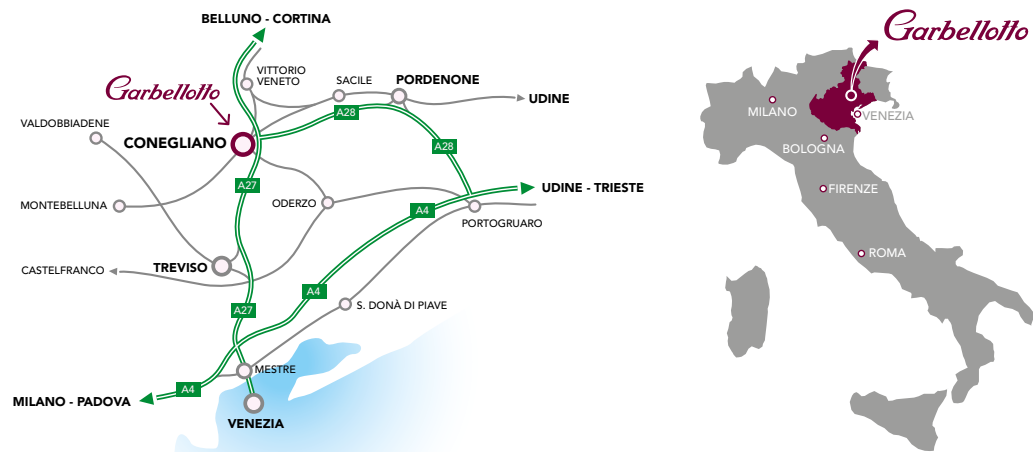 BELLUNO - CORTINA
VITTORIO
VENETO
SACILE
PORDENONE
UDINE
Garbellotto
A28
VALDOBBIADENE
CONEGLIANO
A28
A27
UDINE - TRIESTE
MONTEBELLUNA
ODERZO
A4
PORTOGRUARO
TREVISO
CASTELFRANCO
A4
A27
S. DONÀ DI PIAVE
MESTRE
A4
MILANO - PADOVA
VENEZIA
Garbellotto
MILANO
VENEZIA
BOLOGNA
FIRENZE
ROMA